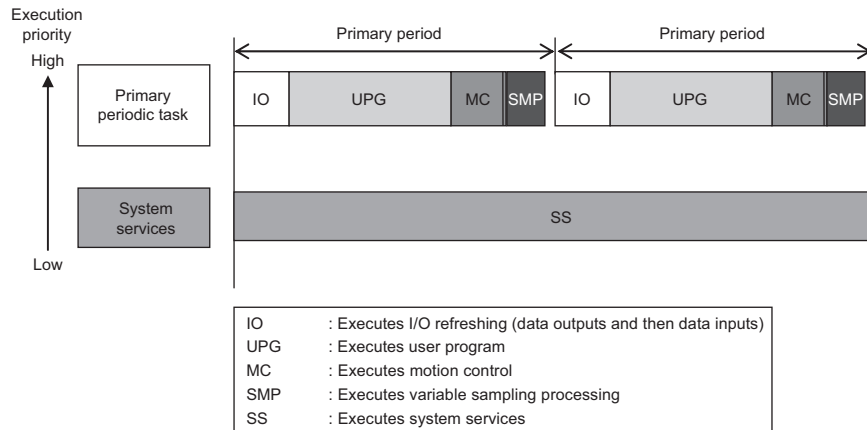 Execution
priority
High
Primary period
Primary period
Primary
periodic task
IO
UPG
MC
SMP
IO
UPG
MC
SMP
System
services
SS
Low
IO : Executes I/O refreshing (data outputs and then data inputs)
UPG : Executes user program
MC : Executes motion control
SMP : Executes variable sampling processing
SS : Executes system services